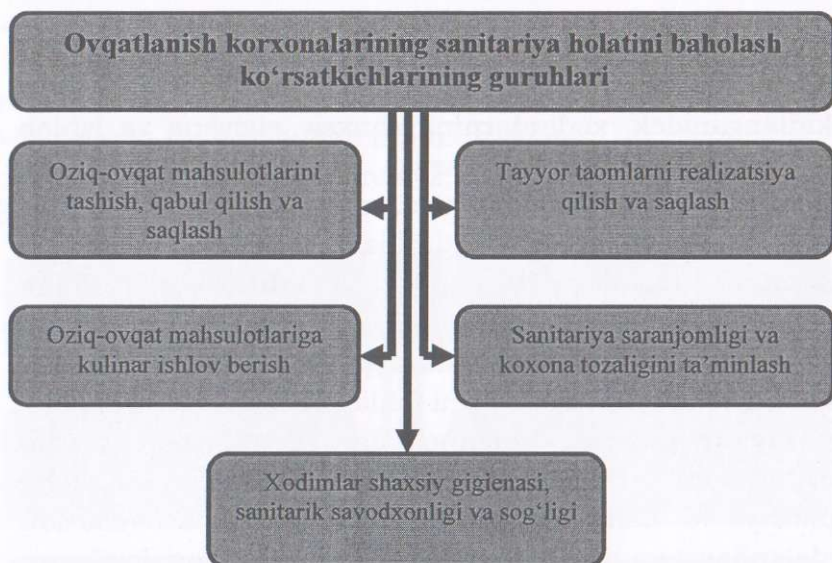 Ovqatlanish korxonalarining sanitariya holatini baholash
ko‘rsatkichlarining guruhlari
Oziq-ovqat mahsulotlarini
tashish, qabul qilish va
saqlash
Tayyor taomlarni realizatsiya
qilish va saqlash
Oziq-ovqat mahsulotlariga
kulinar ishlov berish
Sanitariya saranjomligi va
koxona tozaligini ta’minlash
Xodimlar shaxsiy gigienasi,
sanitarik savodxonligi va sog‘ligi